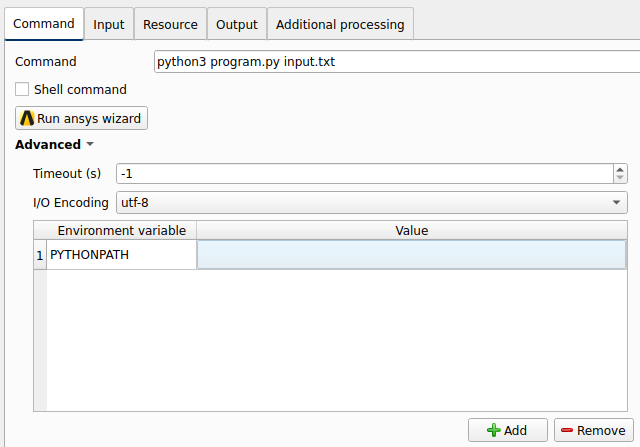 Command Input Resource Output Additional processing
Command python3 program.py input.txt
Shell command
Run ansys wizard
Advanced
Timeout (s) -1
I/O Encoding utf-8
Environment variable Value
1 PYTHONPATH
Add Remove